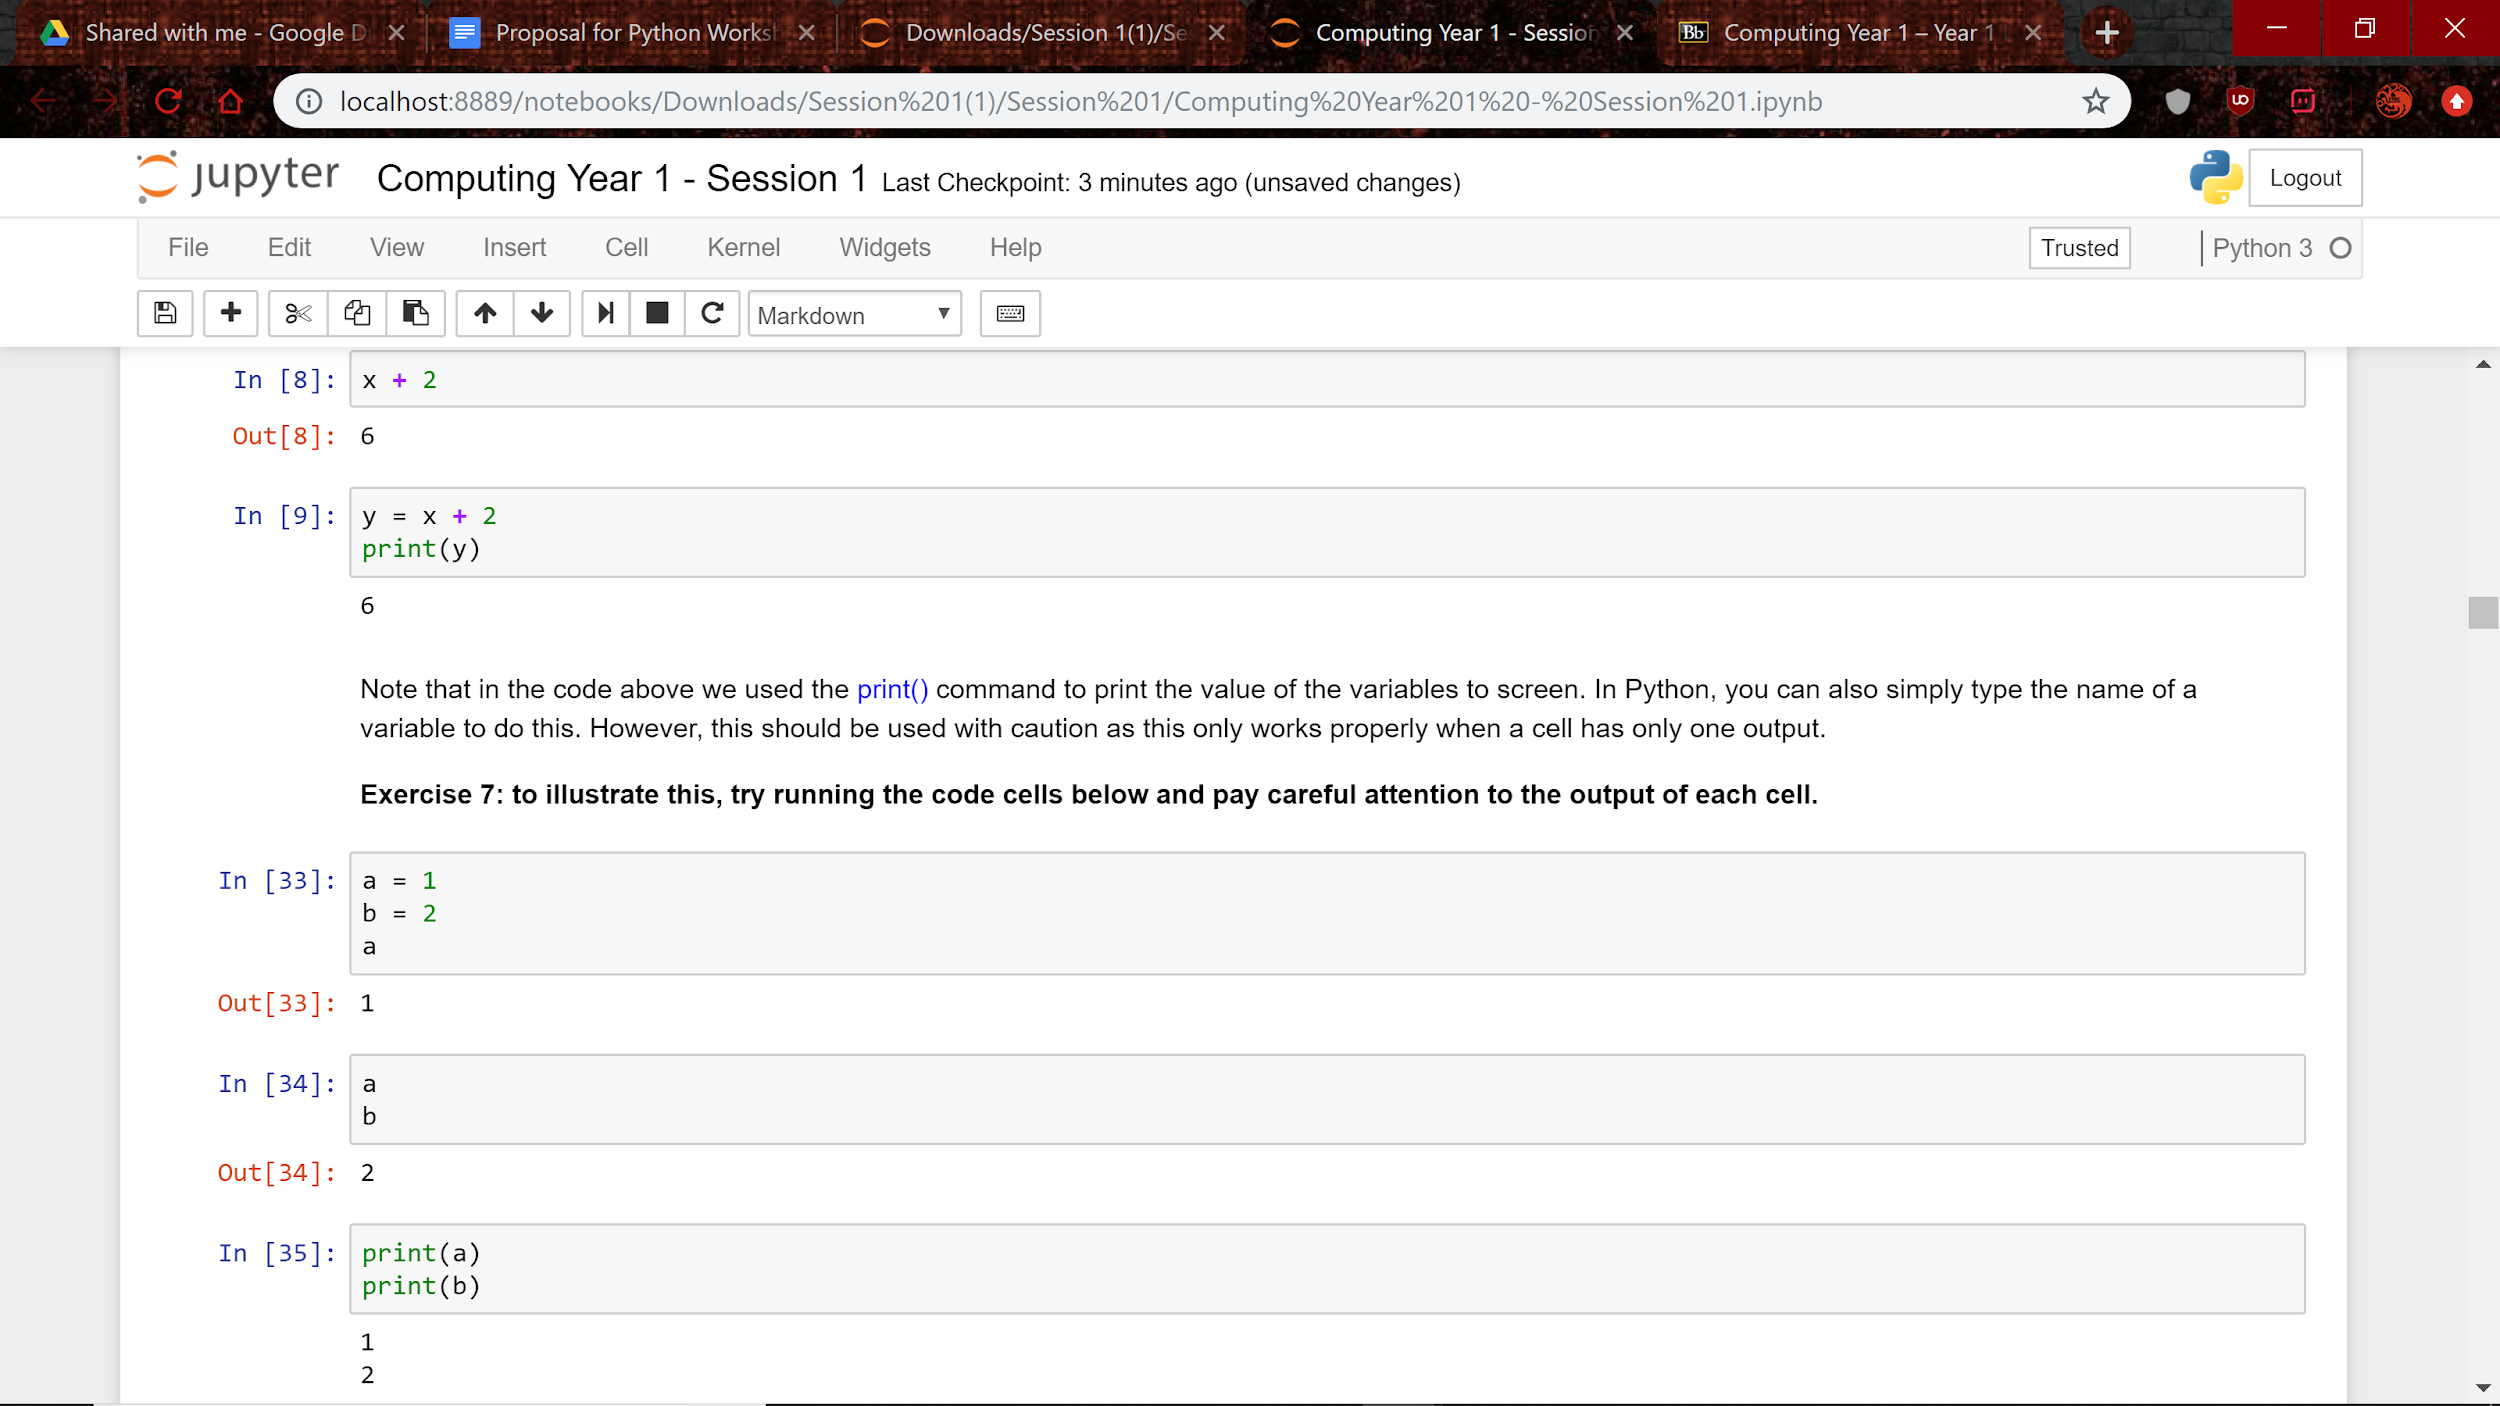 Shared with me - Google D
Proposal for Python Works
Downloads/Session 1(1)/Se
Computing Year 1 - Session
Bb Computing Year 1 – Year 1
localhost:8889/notebooks/Downloads/Session%201(1)/Session%201/Computing%20Year%201%20-%20Session%201.ipynb
jupyter Computing Year 1 - Session 1 Last Checkpoint: 3 minutes ago (unsaved changes) Logout
File Edit View Insert Cell Kernel Widgets Help Trusted Python 3
Markdown
In [8]: x + 2
Out[8]: 6
In [9]: y = x + 2
print(y)
6
Note that in the code above we used the print() command to print the value of the variables to screen. In Python, you can also simply type the name of a
variable to do this. However, this should be used with caution as this only works properly when a cell has only one output.
Exercise 7: to illustrate this, try running the code cells below and pay careful attention to the output of each cell.
In [33]: a = 1
b = 2
a
Out[33]: 1
In [34]: a
b
Out[34]: 2
In [35]: print(a)
print(b)
1
2